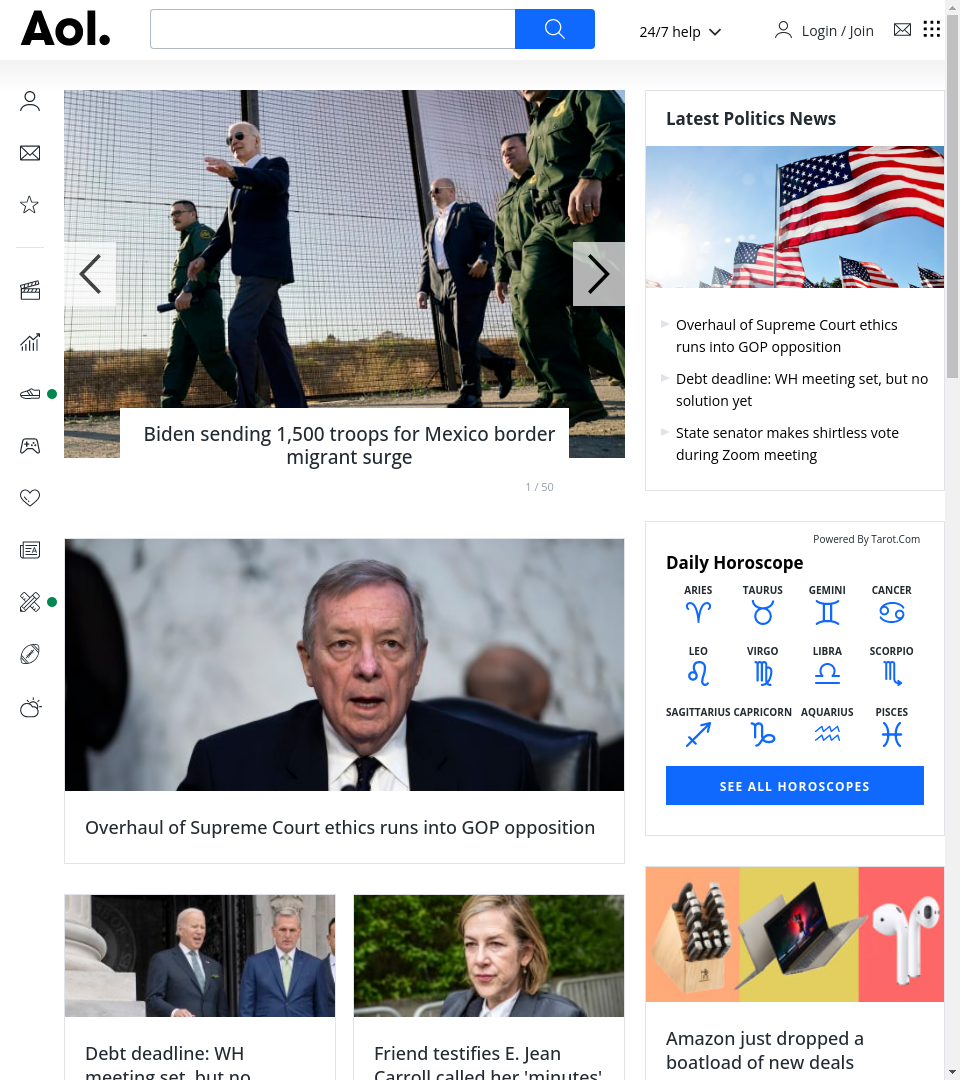 Aol.
24/7 help
Login / Join
Biden sending 1,500 troops for Mexico border
migrant surge
1 / 50
Overhaul of Supreme Court ethics runs into GOP opposition
Debt deadline: WH
meeting set, but no
Friend testifies E. Jean
Carroll called her 'minutes'
Latest Politics News
Overhaul of Supreme Court ethics
runs into GOP opposition
Debt deadline: WH meeting set, but no
solution yet
State senator makes shirtless vote
during Zoom meeting
Powered By Tarot.Com
Daily Horoscope
ARIES TAURUS GEMINI CANCER
LEO VIRGO LIBRA SCORPIO
SAGITTARIUS CAPRICORN AQUARIUS PISCES
SEE ALL HOROSCOPES
Amazon just dropped a
boatload of new deals